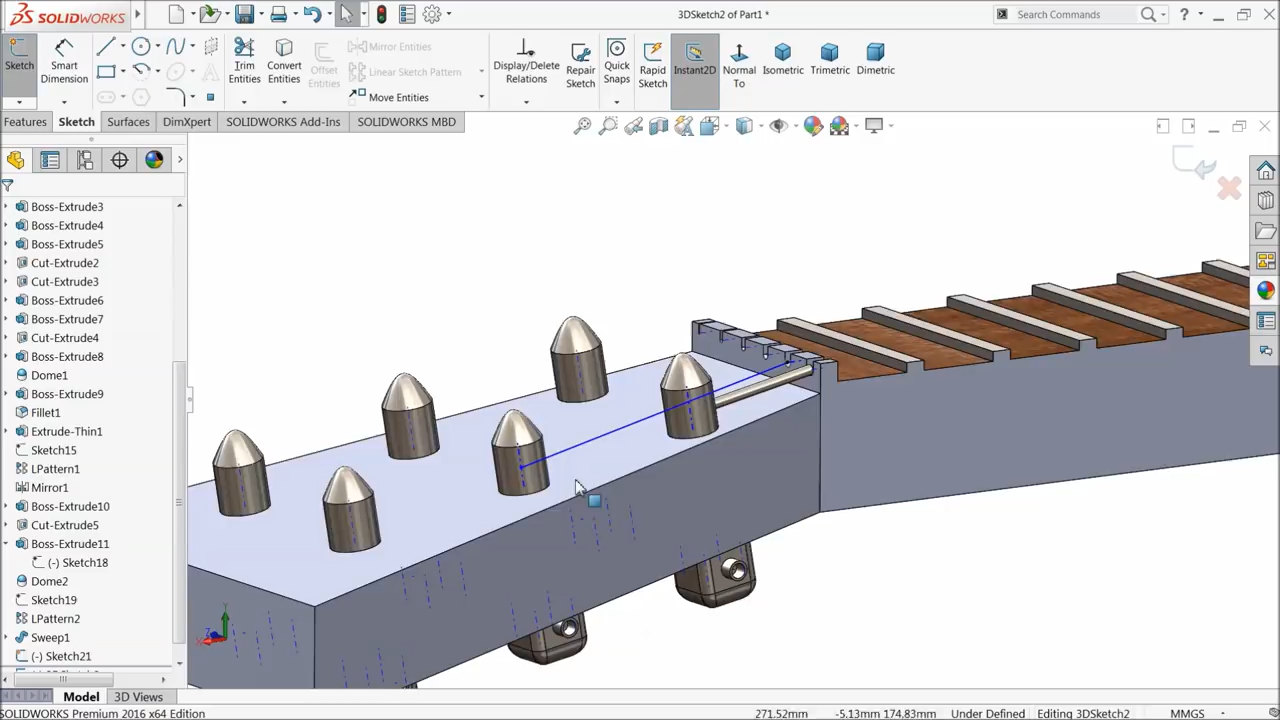 SOLIDWORKS
3DSketch2 of Part1 *
Search Commands
?
Sketch
Smart Dimension
Trim Entities
Convert Entities
Offset Entities
Mirror Entities
Linear Sketch Pattern
Move Entities
Display/Delete Relations
Repair Sketch
Quick Snaps
Rapid Sketch
Instant2D
Normal To
Isometric
Trimetric
Dimetric
Features
Sketch
Surfaces
DimXpert
SOLIDWORKS Add-Ins
SOLIDWORKS MBD
Boss-Extrude3
Boss-Extrude4
Boss-Extrude5
Cut-Extrude2
Cut-Extrude3
Boss-Extrude6
Boss-Extrude7
Cut-Extrude4
Boss-Extrude8
Dome1
Boss-Extrude9
Fillet1
Extrude-Thin1
Sketch15
LPattern1
Mirror1
Boss-Extrude10
Cut-Extrude5
Boss-Extrude11
(-) Sketch18
Dome2
Sketch19
LPattern2
Sweep1
(-) Sketch21
Model
3D Views
SOLIDWORKS Premium 2016 x64 Edition
271.52mm
-5.13mm 174.83mm
Under Defined
Editing 3DSketch2
MMGS